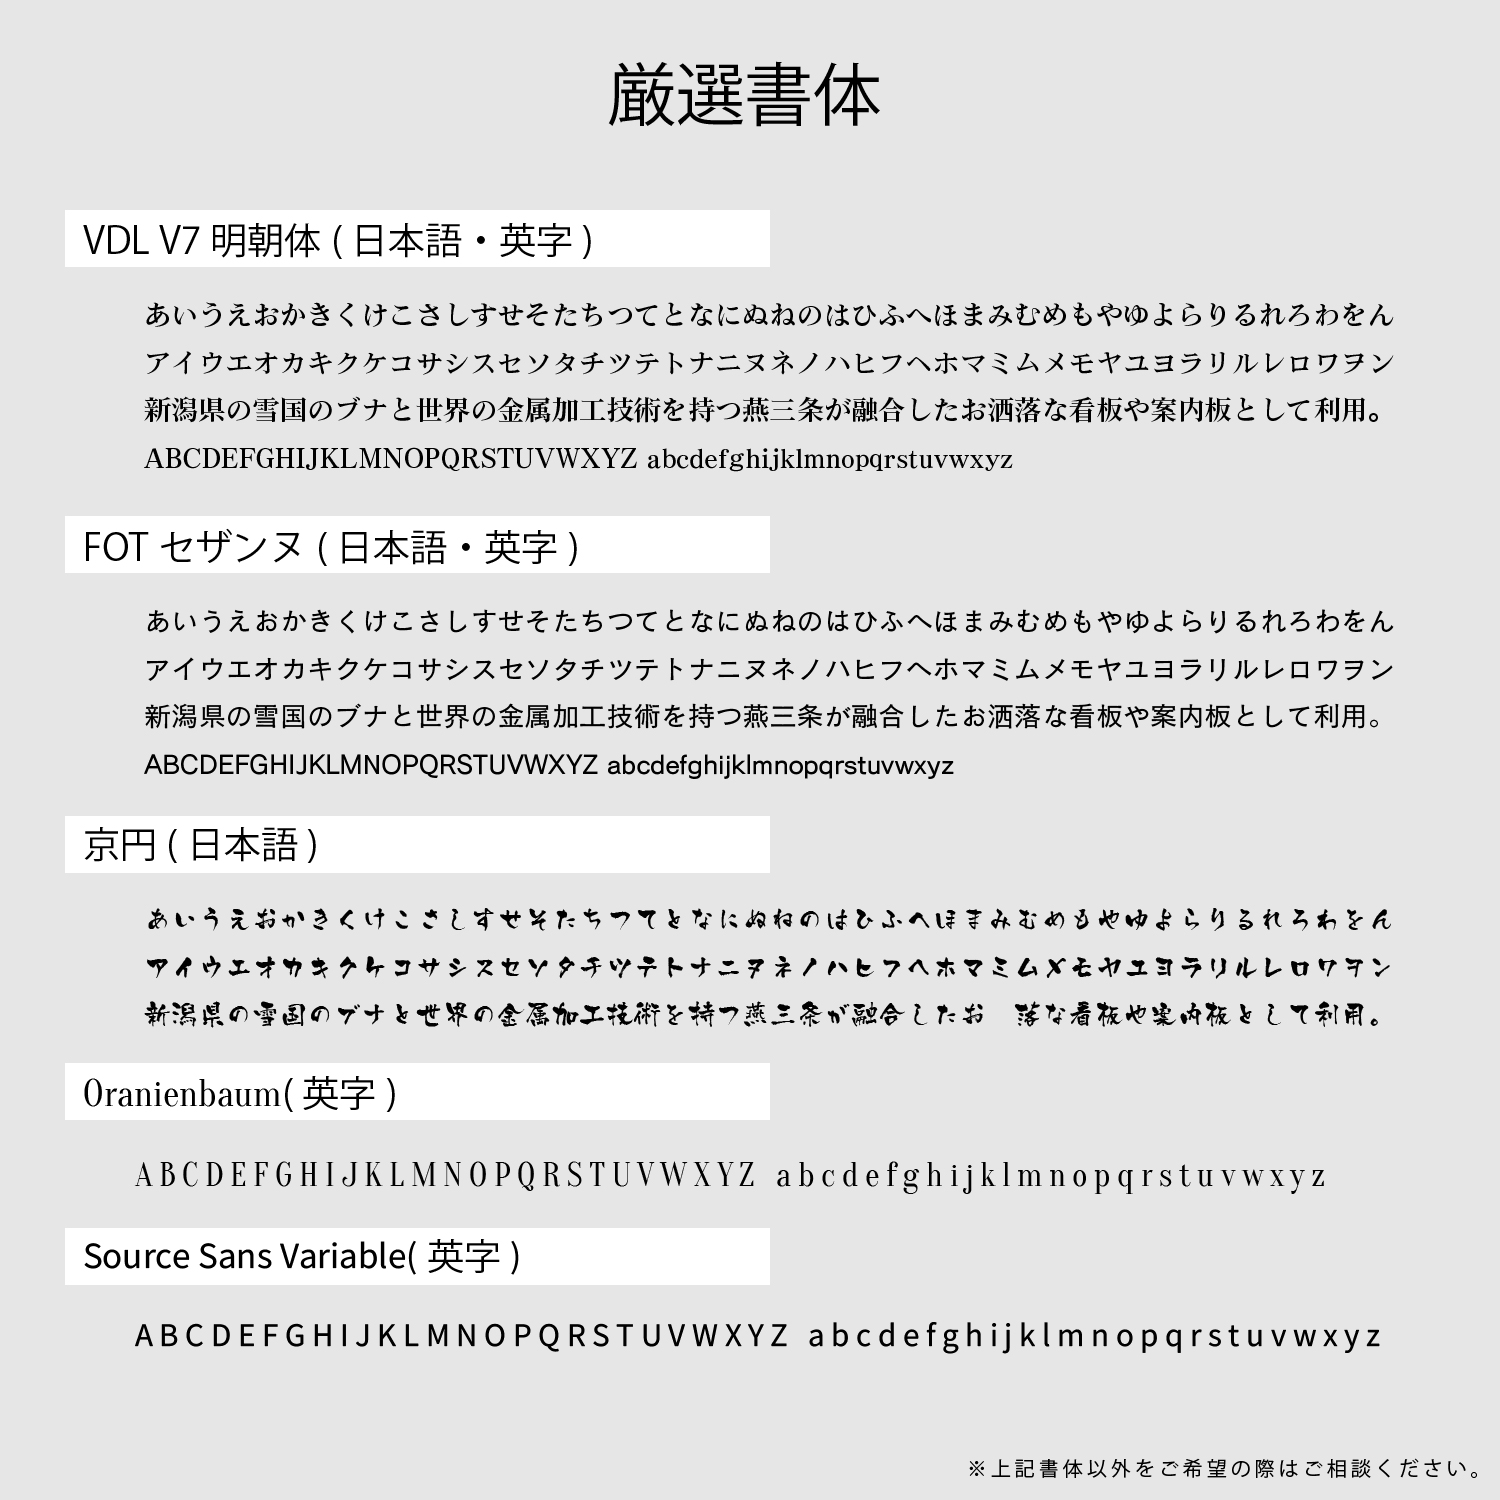 厳選書体
VDL V7 明朝体 ( 日本語・英字 )
あいうえおかきくけこさしすせそたちつてとなにぬねのはひふへほまみむめもやゆよらりるれろわをん
アイウエオカキクケコサシスセソタチツテトナニヌネノハヒフヘホマミムメモヤユヨラリルレロワヲン
新潟県の雪国のブナと世界の金属加工技術を持つ燕三条が融合したお洒落な看板や案内板として利用。
ABCDEFGHIJKLMNOPQRSTUVWXYZ abcdefghijklmnopqrstuvwxyz
FOT セザンヌ ( 日本語・英字 )
あいうえおかきくけこさしすせそたちつてとなにぬねのはひふへほまみむめもやゆよらりるれろわをん
アイウエオカキクケコサシスセソタチツテトナニヌネノハヒフヘホマミムメモヤユヨラリルレロワヲン
新潟県の雪国のブナと世界の金属加工技術を持つ燕三条が融合したお洒落な看板や案内板として利用。
ABCDEFGHIJKLMNOPQRSTUVWXYZ abcdefghijklmnopqrstuvwxyz
京円 ( 日本語 )
あいうえおかきくけこさしすせそたちつてとなにぬねのはひふへほまみむめもやゆよらりるれろわをん
アイウエオカキクケコサシスセソタチツテトナニヌネノハヒフヘホマミムメモヤユヨラリルレロワヲン
新潟県の雪国のブナと世界の金属加工技術を持つ燕三条が融合したお　落な看板や案内板として利用。
Oranienbaum( 英字 )
ABCDEFGHIJKLMNOPQRSTUVWXYZ abcdefghijklmnopqrstuvwxyz
Source Sans Variable( 英字 )
ABCDEFGHIJKLMNOPQRSTUVWXYZ abcdefghijklmnopqrstuvwxyz
※上記書体以外をご希望の際はご相談ください。